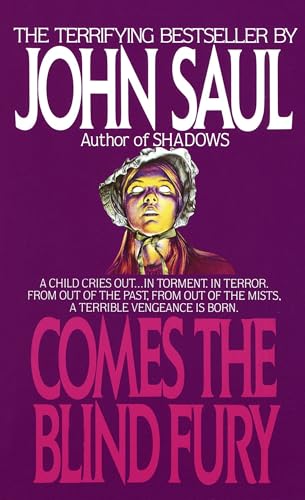 THE TERRIFYING BESTSELLER BY
JOHN SAUL
Author of SHADOWS
A CHILD CRIES OUT...IN TORMENT. IN TERROR.
FROM OUT OF THE PAST, FROM OUT OF THE MISTS,
A TERRIBLE VENGEANCE IS BORN.
COMES THE
BLIND FURY